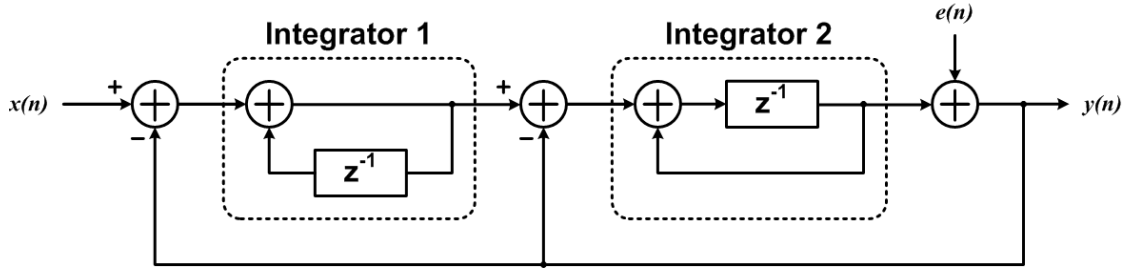 Integrator 1
Integrator 2
e(n)
x(n)
+
−
z⁻¹
+
−
z⁻¹
y(n)